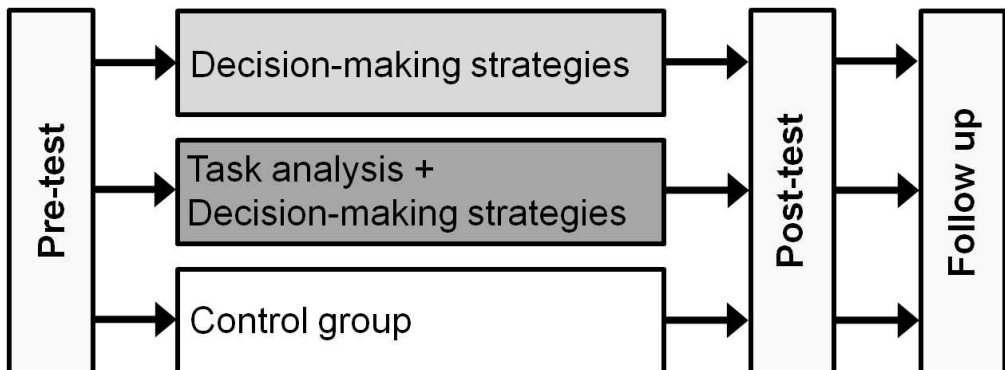 Pre-test
Decision-making strategies
Task analysis +
Decision-making strategies
Control group
Post-test
Follow up